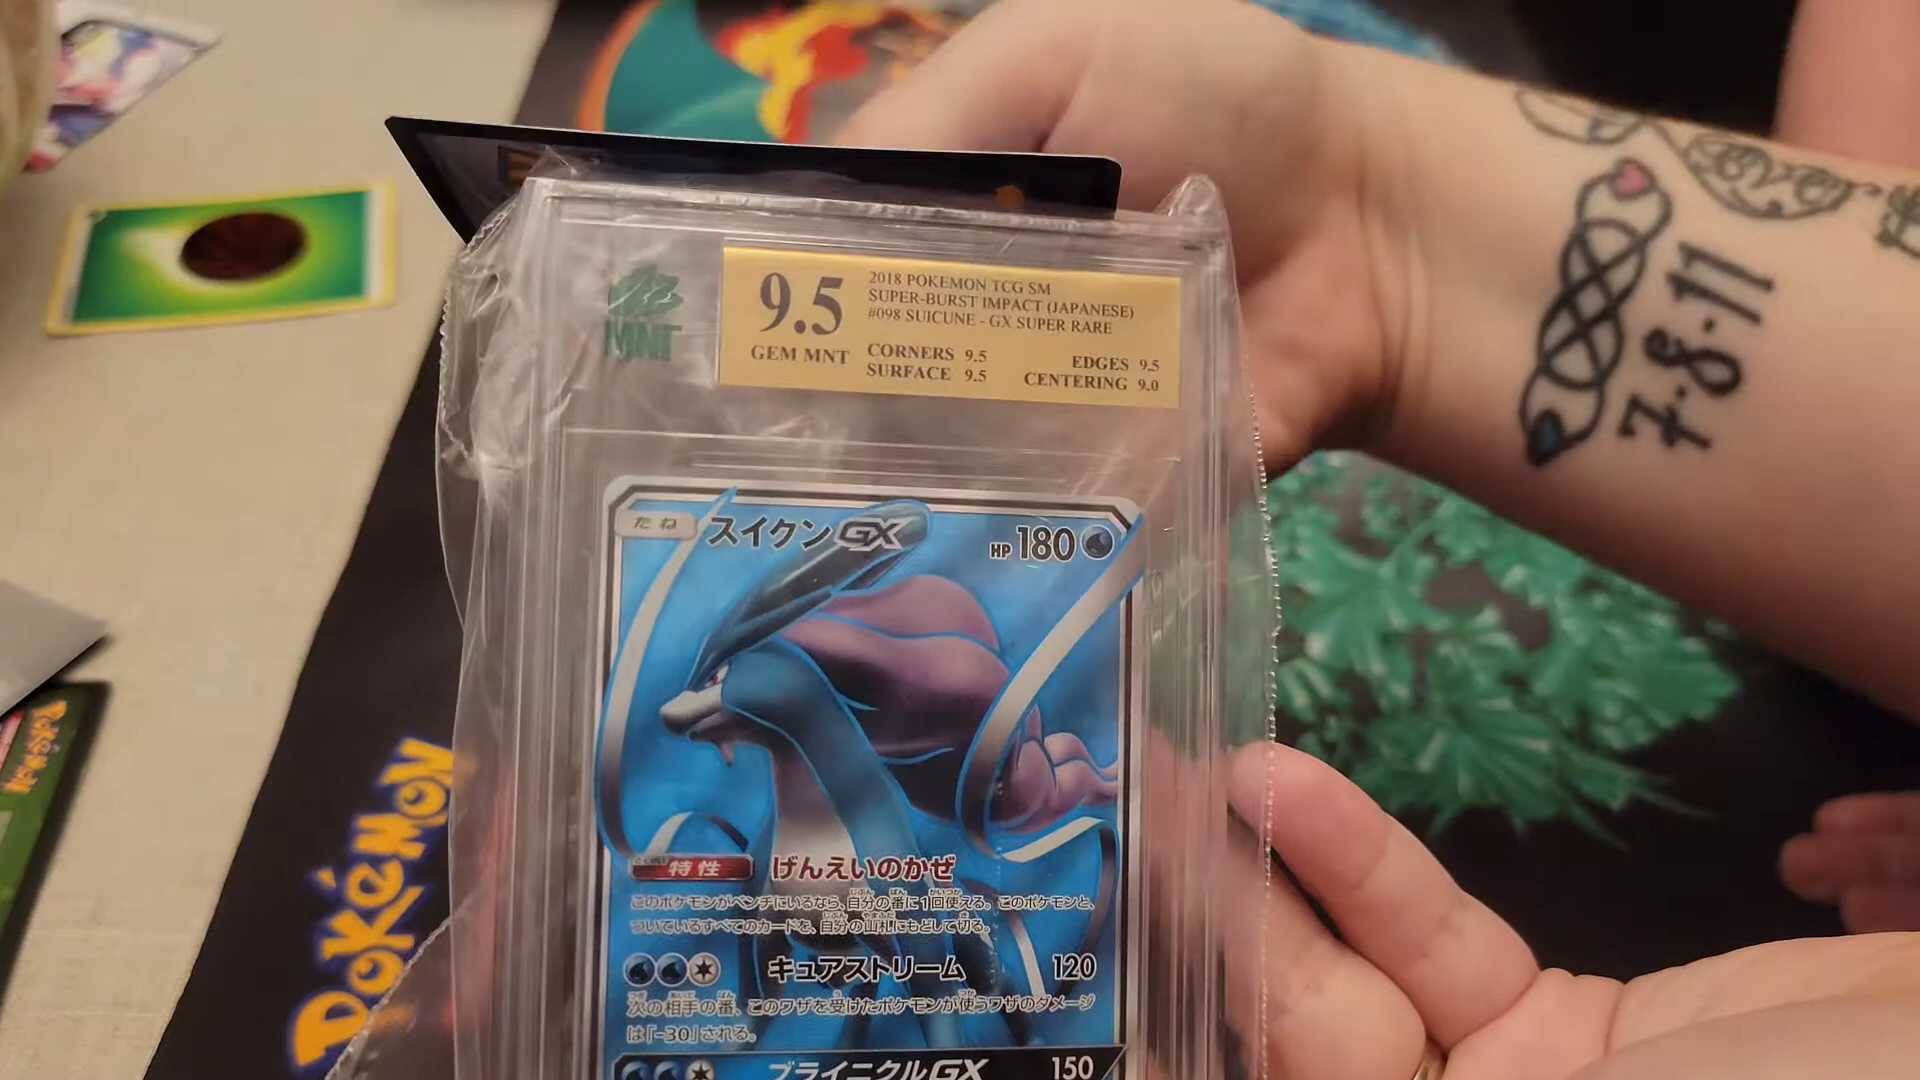 MNT
9.5
GEM MNT
2018 POKEMON TCG SM
SUPER-BURST IMPACT (JAPANESE)
#098 SUICUNE - GX SUPER RARE
CORNERS 9.5
EDGES 9.5
SURFACE 9.5
CENTERING 9.0
7-8-11
たね
スイクンGX
HP 180
特性
げんえいのかぜ
このポケモンがベンチにいるなら、自分の番に1回使える。このポケモンと、
ついているすべてのカードを、自分の山札にもどして切る。
キュアストリーム 120
次の相手の番、このワザを受けたポケモンが使うワザのダメージ
は「-30」される。
ブライニクルGX 150
POKéMON
POKéMON